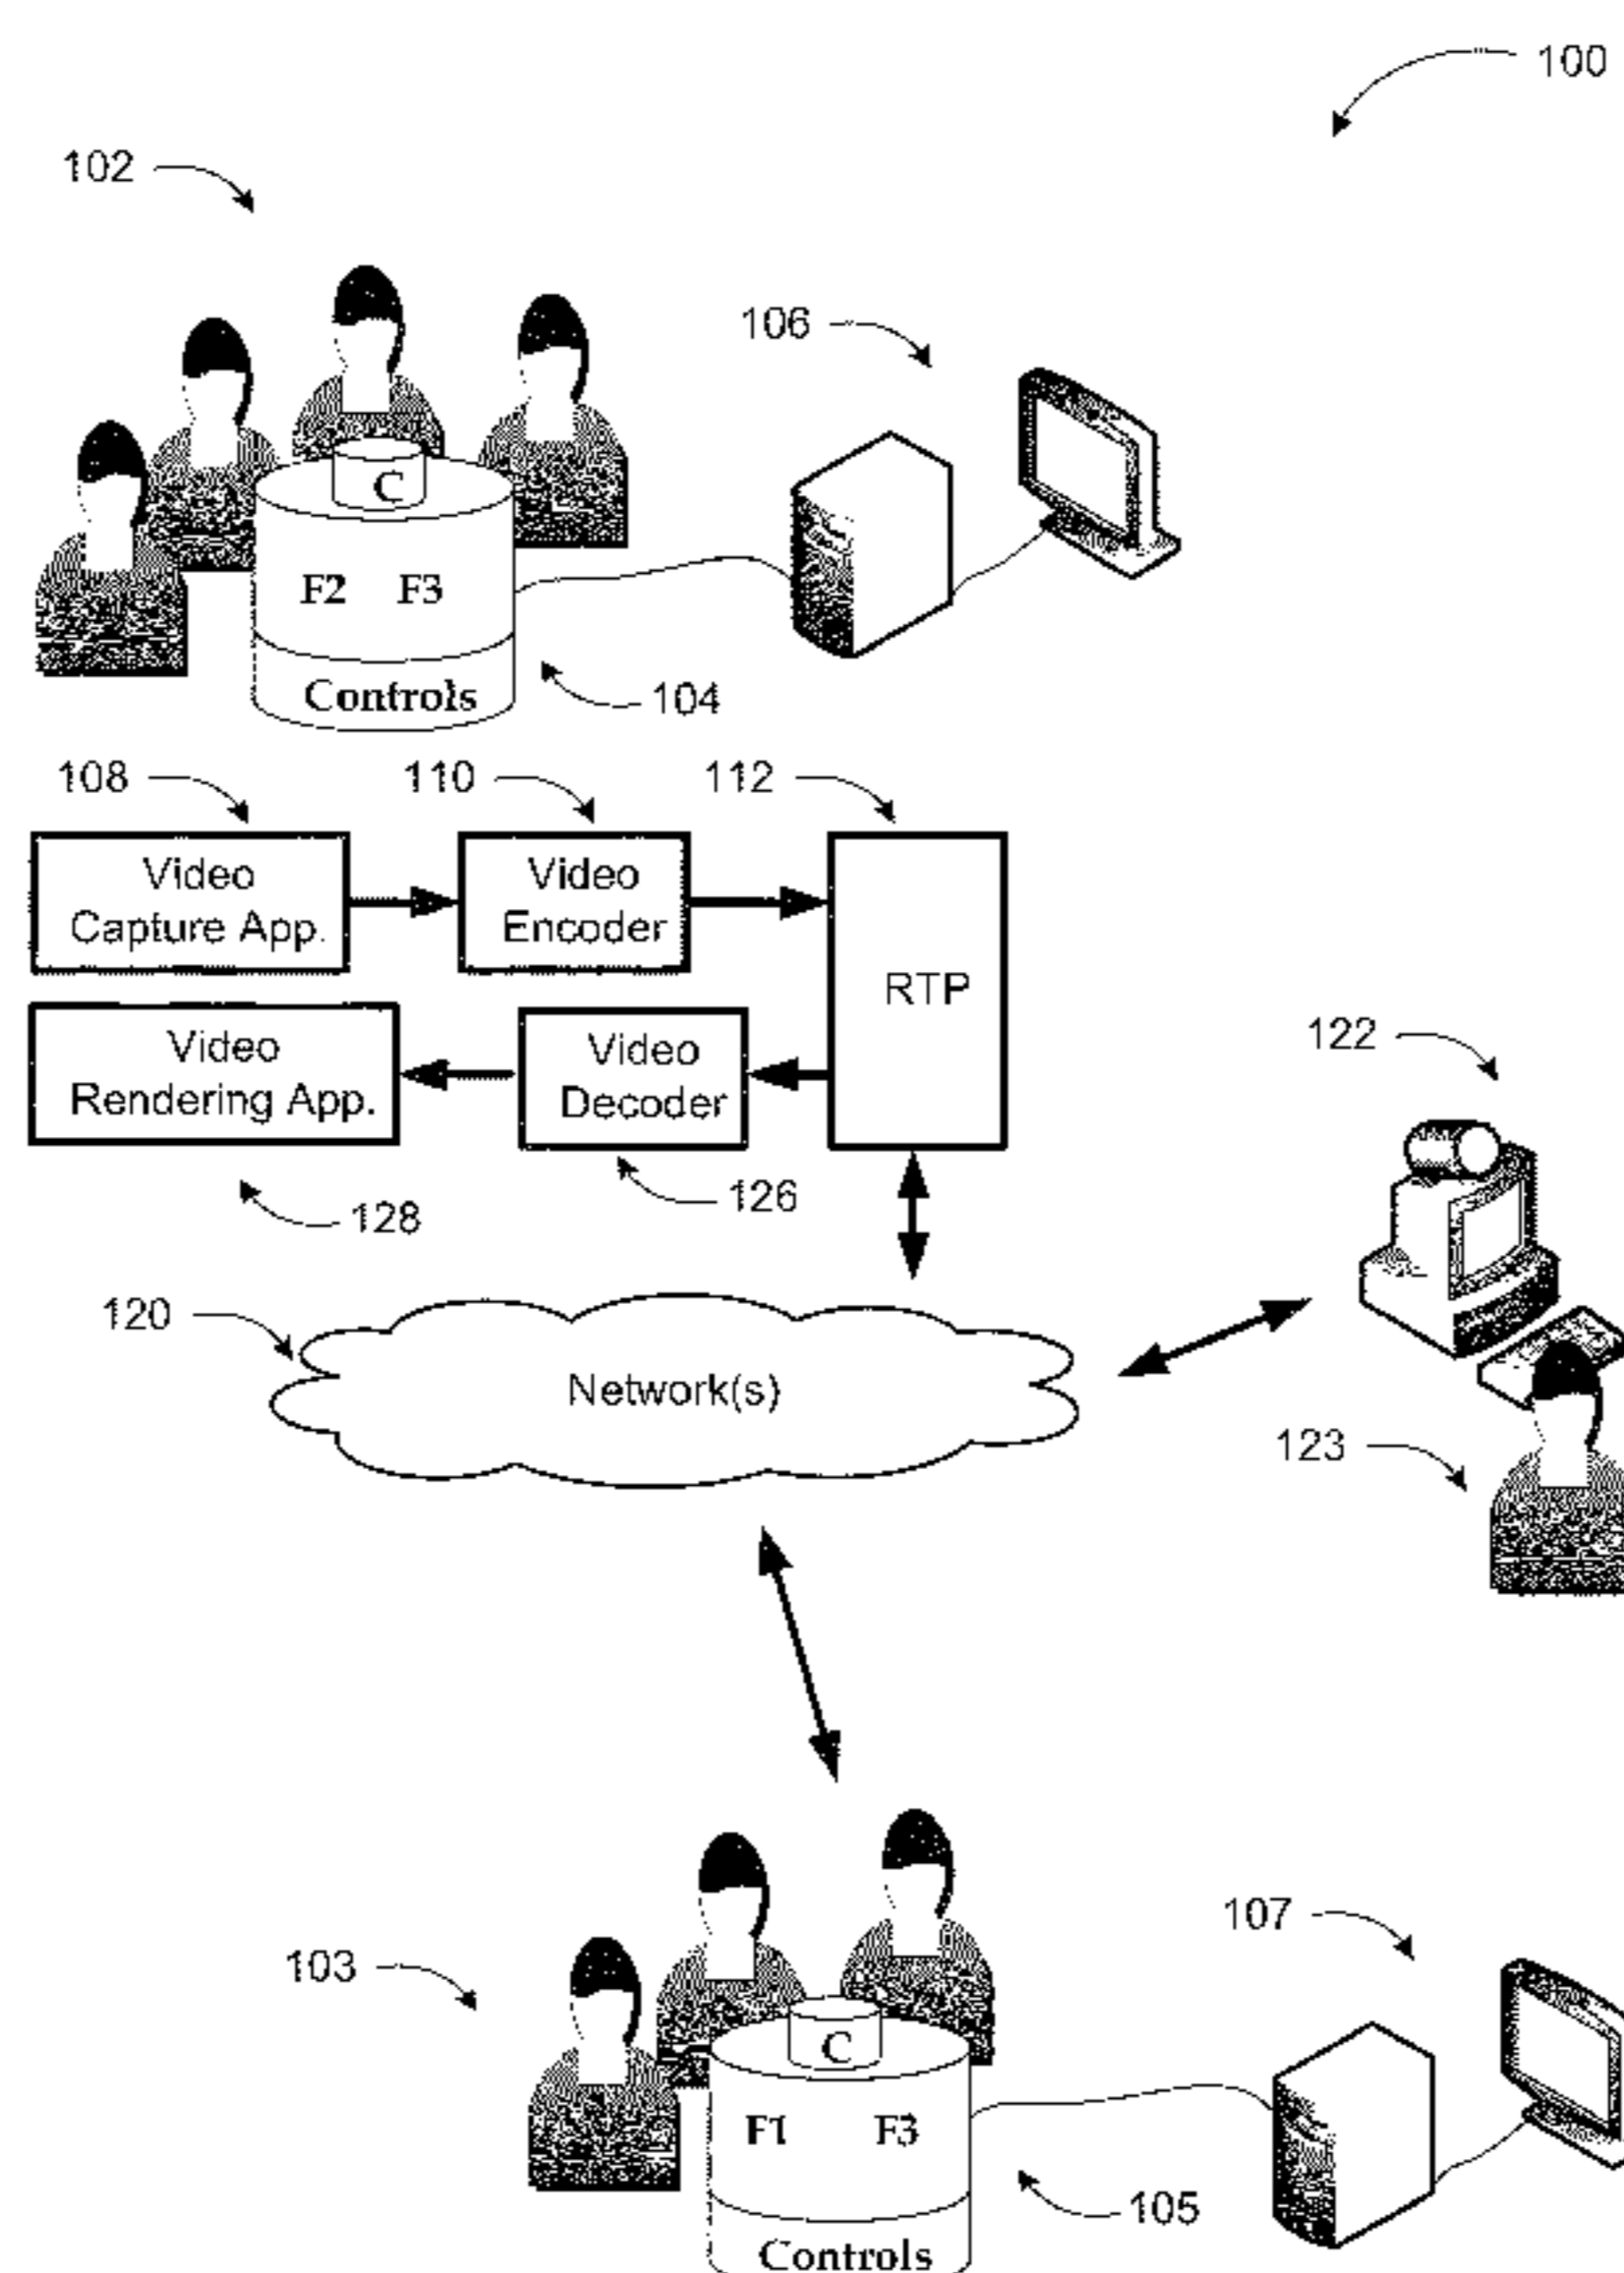 100
102
106
C
F2 F3
Controls
104
108
110
112
Video
Capture App.
Video
Encoder
RTP
Video
Rendering App.
Video
Decoder
122
126
128
120
Network(s)
123
107
103
C
F1 F3
105
Controls